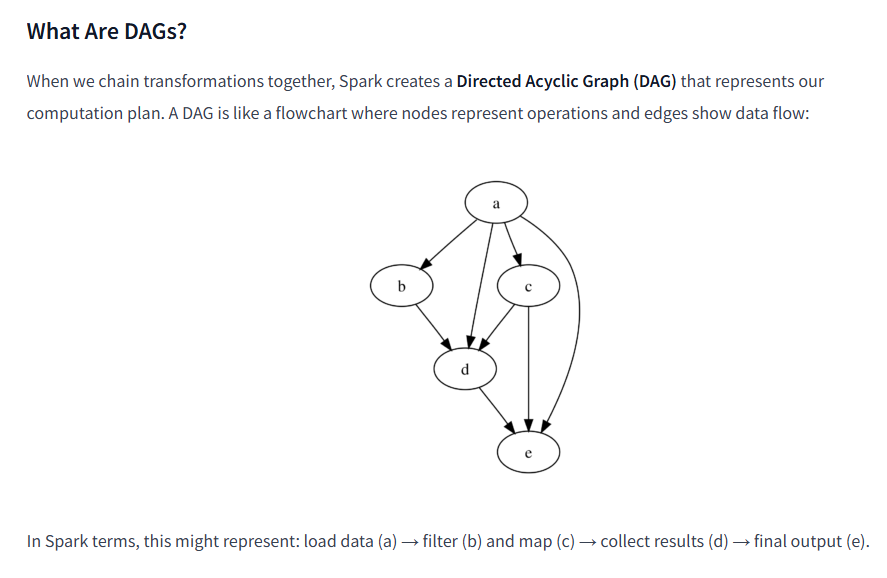 What Are DAGs?
When we chain transformations together, Spark creates a Directed Acyclic Graph (DAG) that represents our
computation plan. A DAG is like a flowchart where nodes represent operations and edges show data flow:
a
b
c
d
e
In Spark terms, this might represent: load data (a) → filter (b) and map (c) → collect results (d) → final output (e).